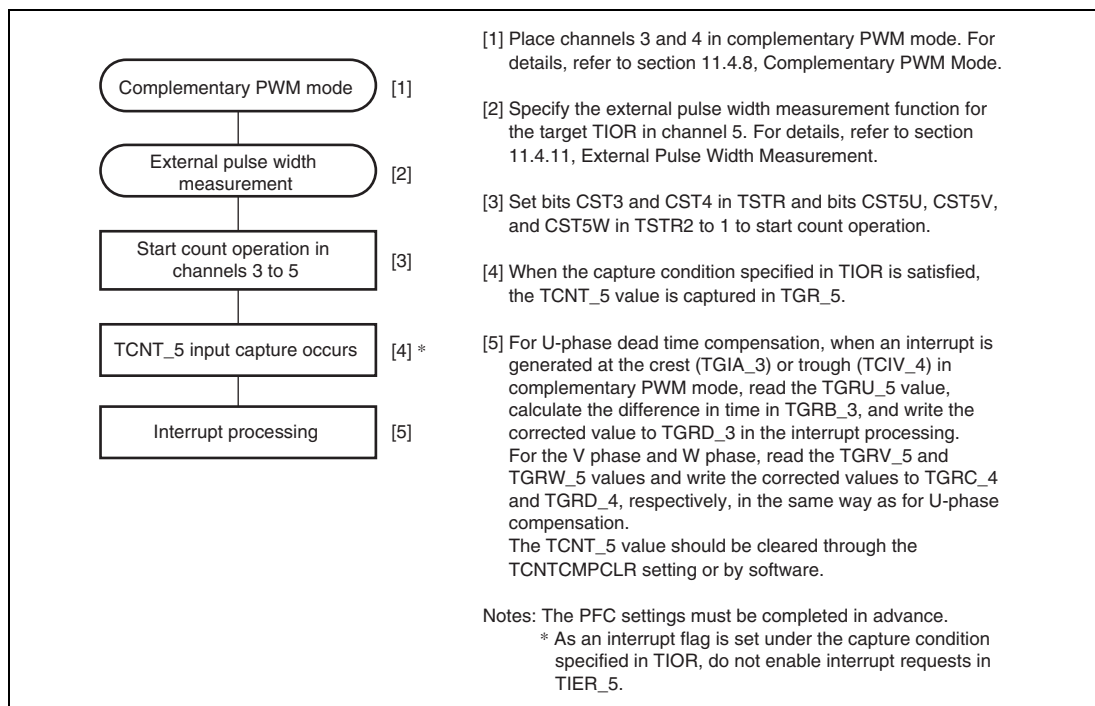 Complementary PWM mode [1]
External pulse width
measurement [2]
Start count operation in
channels 3 to 5 [3]
TCNT_5 input capture occurs [4] *
Interrupt processing [5]
[1] Place channels 3 and 4 in complementary PWM mode. For
details, refer to section 11.4.8, Complementary PWM Mode.
[2] Specify the external pulse width measurement function for
the target TIOR in channel 5. For details, refer to section
11.4.11, External Pulse Width Measurement.
[3] Set bits CST3 and CST4 in TSTR and bits CST5U, CST5V,
and CST5W in TSTR2 to 1 to start count operation.
[4] When the capture condition specified in TIOR is satisfied,
the TCNT_5 value is captured in TGR_5.
[5] For U-phase dead time compensation, when an interrupt is
generated at the crest (TGIA_3) or trough (TCIV_4) in
complementary PWM mode, read the TGRU_5 value,
calculate the difference in time in TGRB_3, and write the
corrected value to TGRD_3 in the interrupt processing.
For the V phase and W phase, read the TGRV_5 and
TGRW_5 values and write the corrected values to TGRC_4
and TGRD_4, respectively, in the same way as for U-phase
compensation.
The TCNT_5 value should be cleared through the
TCNTCMPCLR setting or by software.
Notes: The PFC settings must be completed in advance.
* As an interrupt flag is set under the capture condition
specified in TIOR, do not enable interrupt requests in
TIER_5.